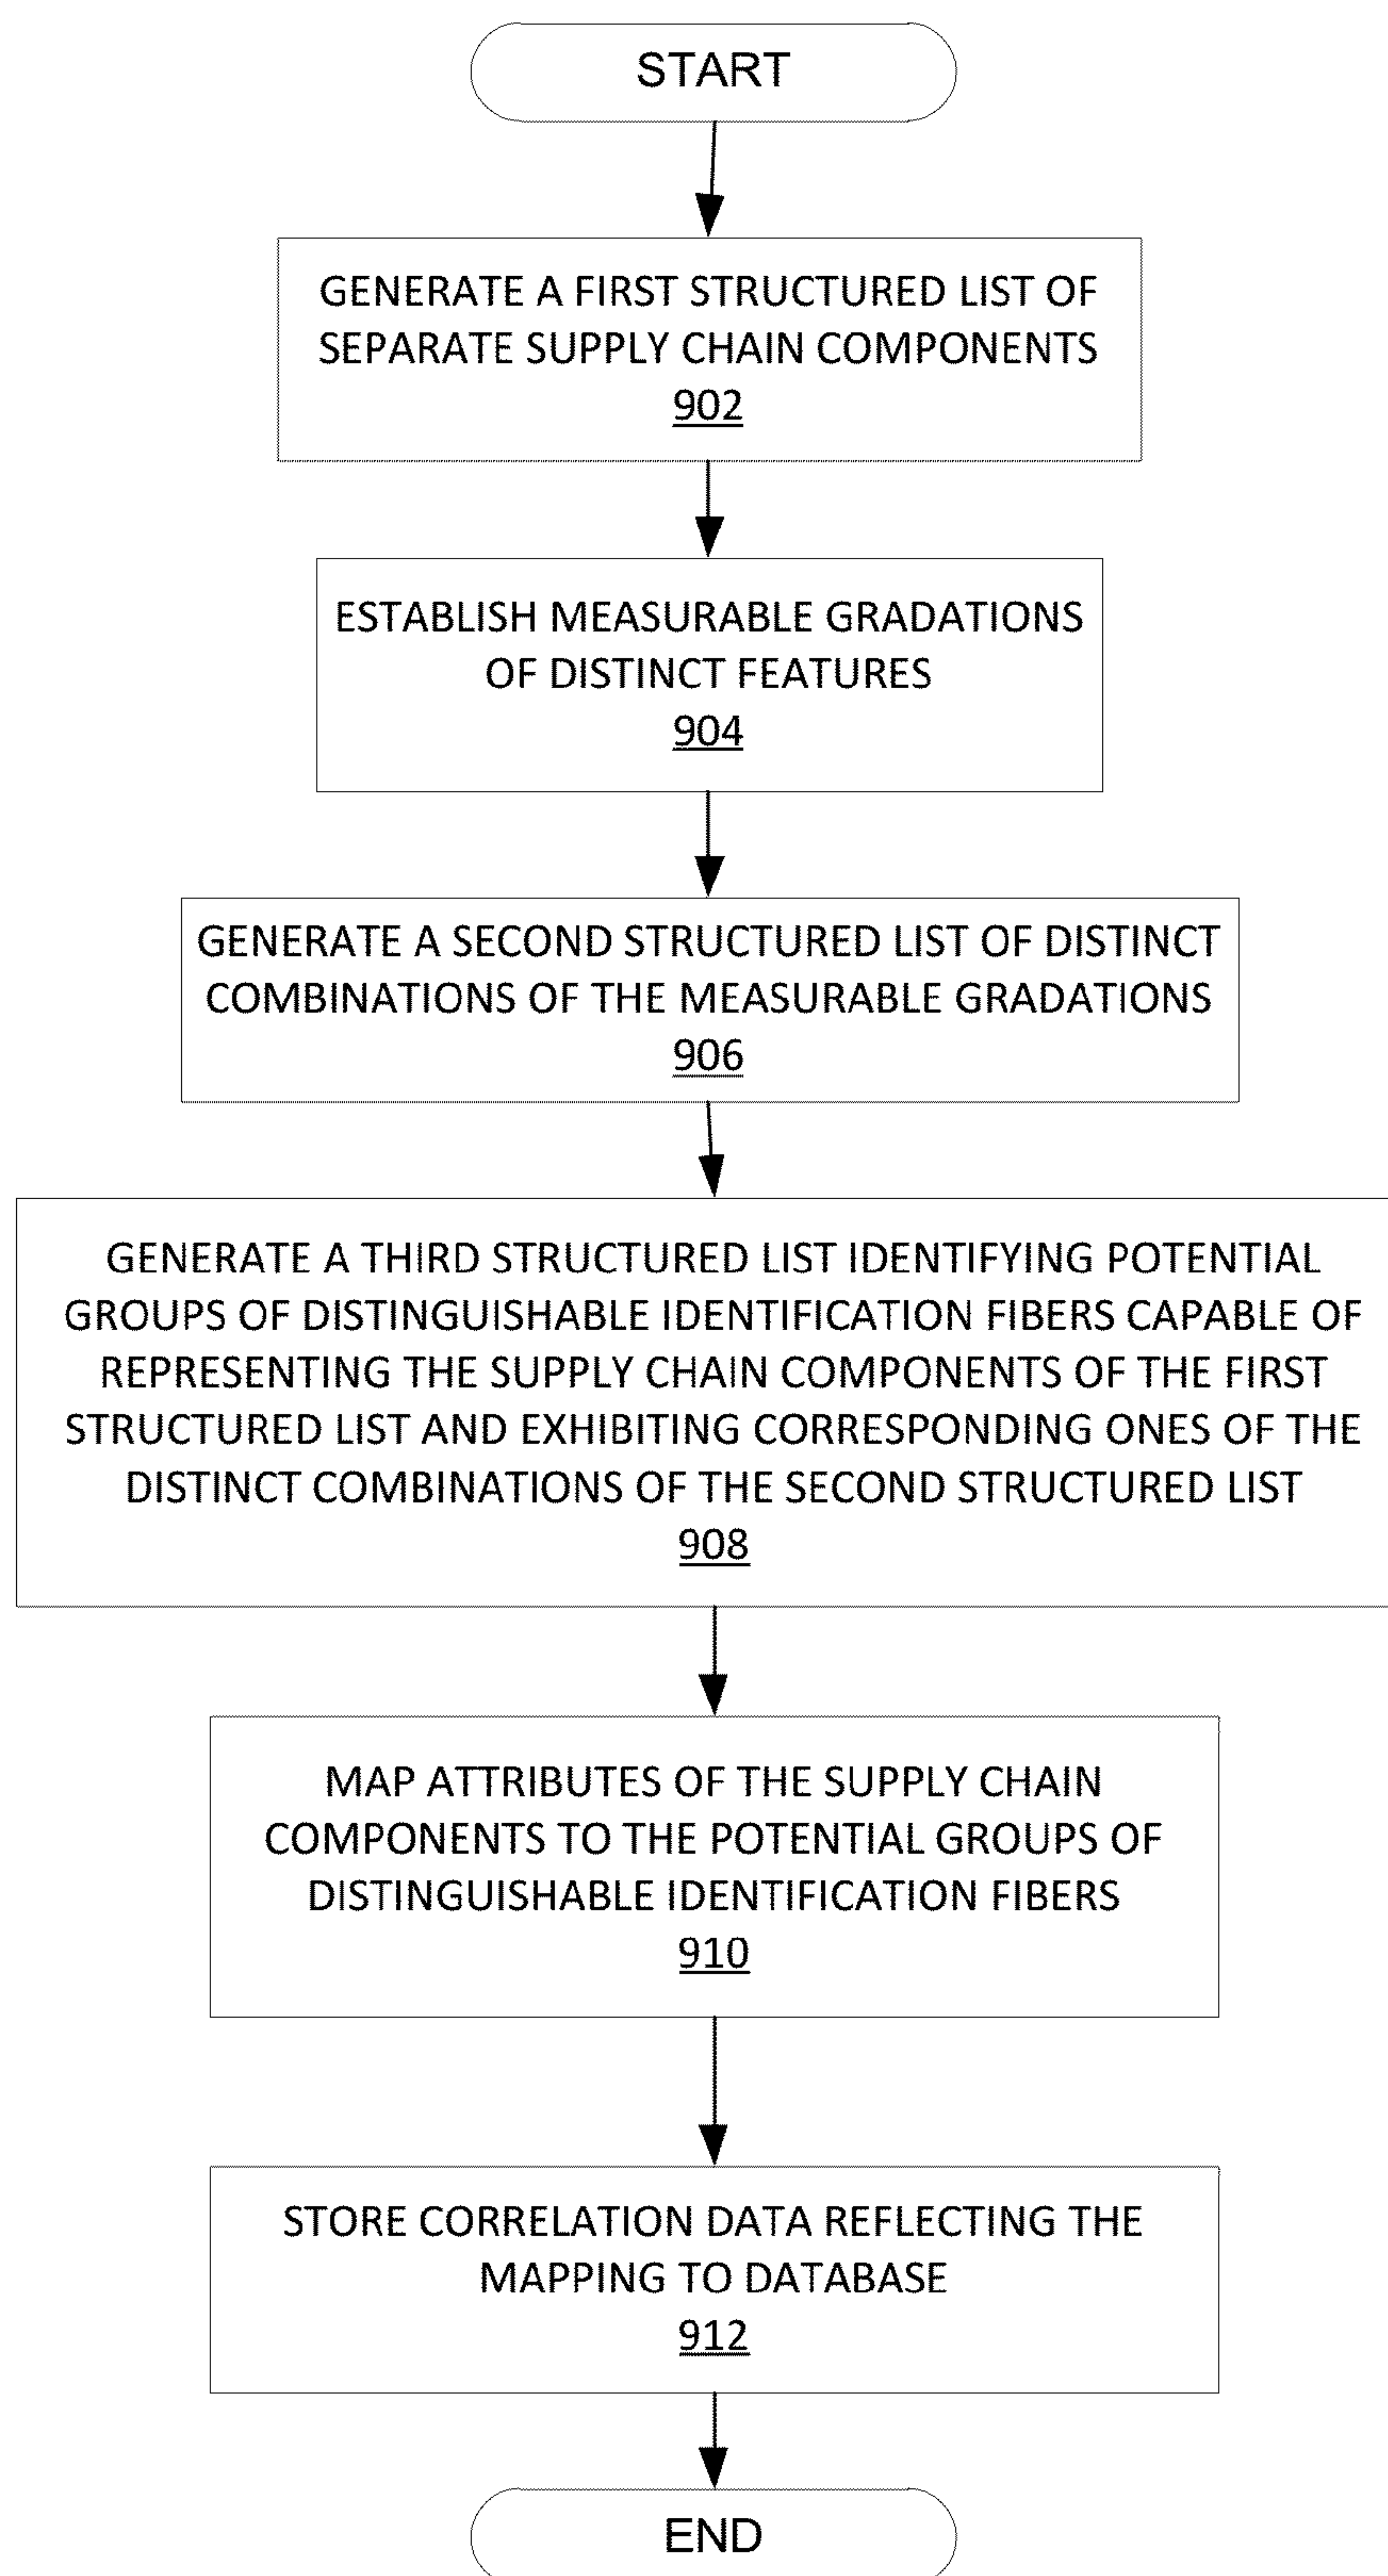 START
GENERATE A FIRST STRUCTURED LIST OF
SEPARATE SUPPLY CHAIN COMPONENTS
902
ESTABLISH MEASURABLE GRADATIONS
OF DISTINCT FEATURES
904
GENERATE A SECOND STRUCTURED LIST OF DISTINCT
COMBINATIONS OF THE MEASURABLE GRADATIONS
906
GENERATE A THIRD STRUCTURED LIST IDENTIFYING POTENTIAL
GROUPS OF DISTINGUISHABLE IDENTIFICATION FIBERS CAPABLE OF
REPRESENTING THE SUPPLY CHAIN COMPONENTS OF THE FIRST
STRUCTURED LIST AND EXHIBITING CORRESPONDING ONES OF THE
DISTINCT COMBINATIONS OF THE SECOND STRUCTURED LIST
908
MAP ATTRIBUTES OF THE SUPPLY CHAIN
COMPONENTS TO THE POTENTIAL GROUPS OF
DISTINGUISHABLE IDENTIFICATION FIBERS
910
STORE CORRELATION DATA REFLECTING THE
MAPPING TO DATABASE
912
END